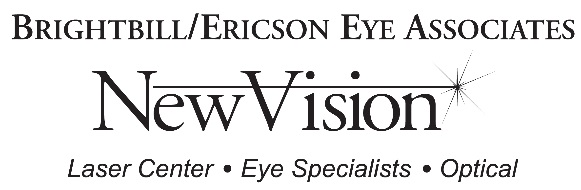 BRIGHTBILL/ERICSON EYE ASSOCIATES
NEWVISION
Laser Center • Eye Specialists • Optical